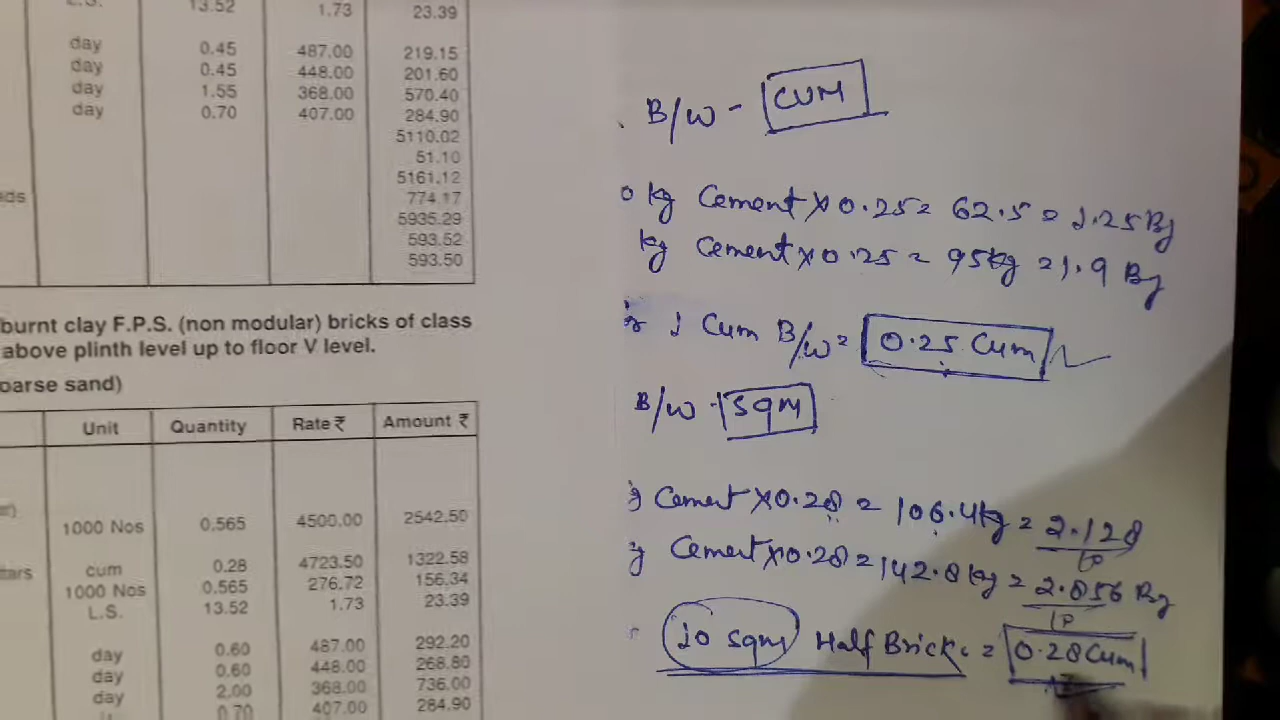 L.S. 13.52 1.73 23.39
day 0.45 487.00 219.15
day 0.45 448.00 201.60
day 1.55 368.00 570.40
day 0.70 407.00 284.90
5110.02
51.10
5161.12
774.17
5935.29
593.52
593.50
burnt clay F.P.S. (non modular) bricks of class
above plinth level up to floor V level.
oarse sand)
Unit Quantity Rate ₹ Amount ₹
1000 Nos 0.565 4500.00 2542.50
cum 0.28 4723.50 1322.58
1000 Nos 0.565 276.72 156.34
L.S. 13.52 1.73 23.39
day 0.60 487.00 292.20
day 0.60 448.00 268.80
day 2.00 368.00 736.00
0.70 407.00 284.90
B/W - CUM
0 kg Cement × 0.25 = 62.5 = 1.25 Bg
kg Cement × 0.25 = 95kg = 1.9 Bg
1 Cum B/W = 0.25 Cum
B/W - SQM
g Cement × 0.28 = 106.4kg = 2.128
10
g Cement × 0.28 = 142.8 kg = 2.856 Bg
10
10 sqm Half Brick = 0.28 Cum